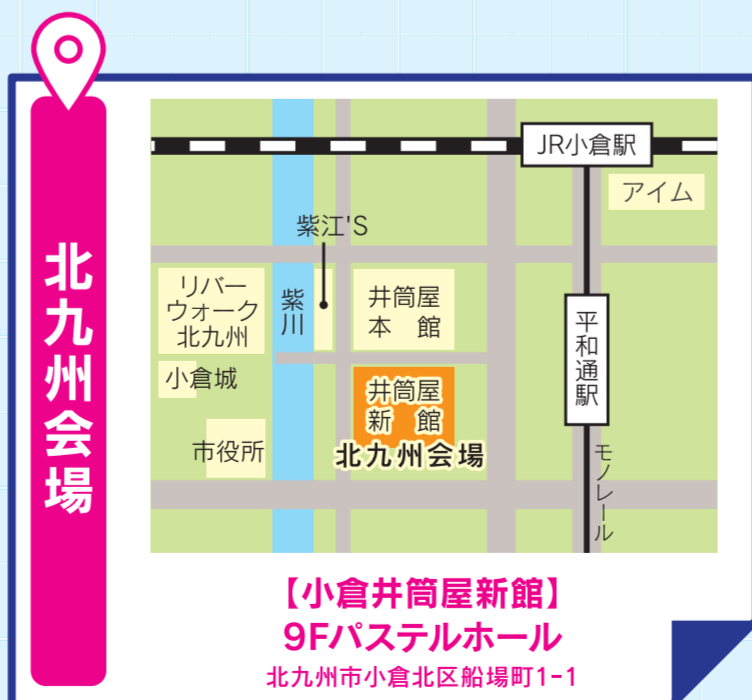 北九州会場
JR小倉駅
アイム
紫江'S
リバー
ウォーク
北九州
紫川
井筒屋
本　館
平和通駅
小倉城
井筒屋
新　館
北九州会場
市役所
モノレール
【小倉井筒屋新館】
9Fパステルホール
北九州市小倉北区船場町1-1